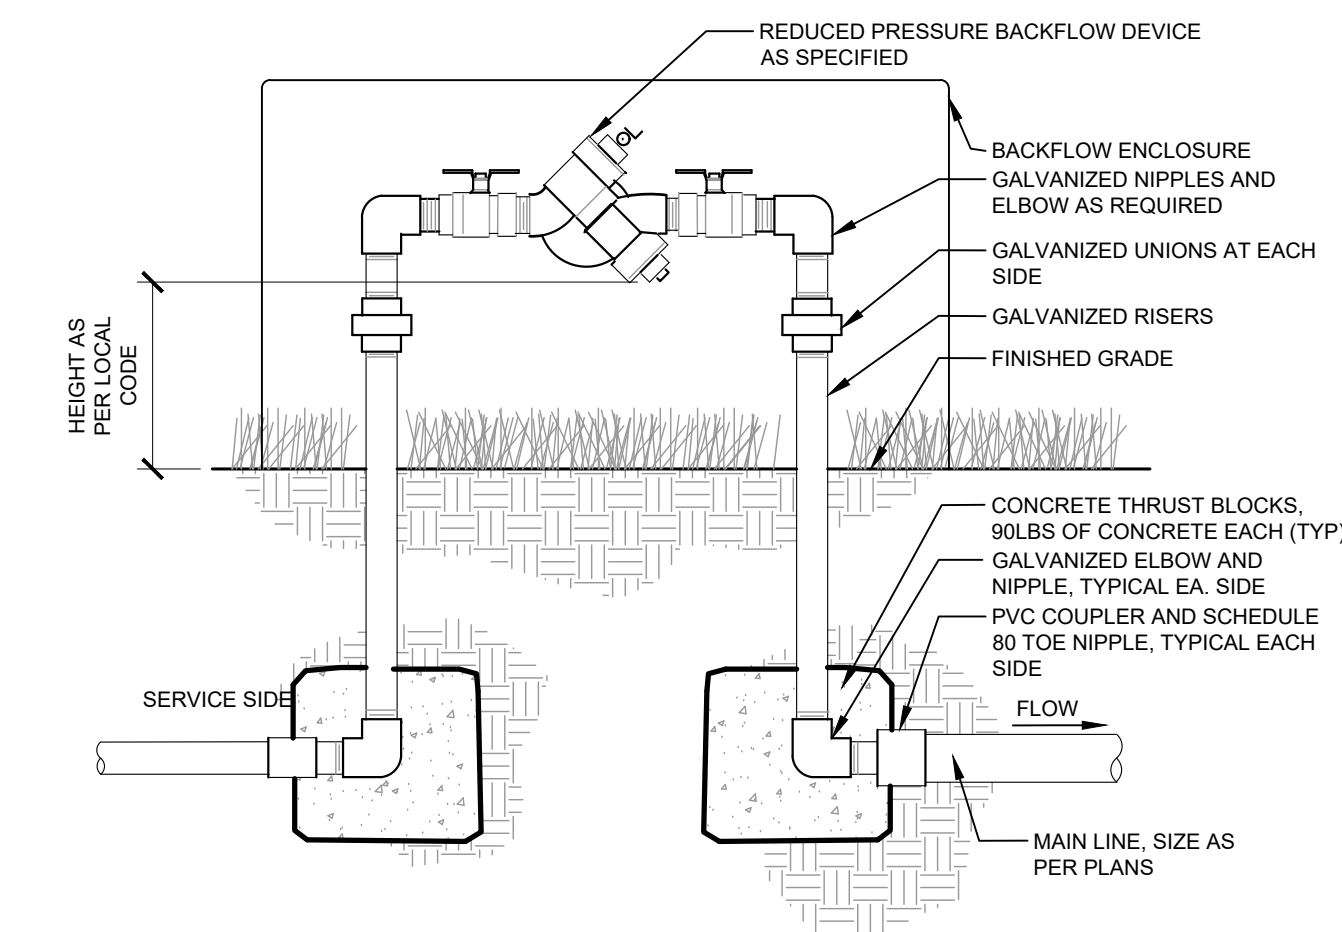 REDUCED PRESSURE BACKFLOW DEVICE
AS SPECIFIED
BACKFLOW ENCLOSURE
GALVANIZED NIPPLES AND
ELBOW AS REQUIRED
GALVANIZED UNIONS AT EACH
SIDE
GALVANIZED RISERS
FINISHED GRADE
HEIGHT AS
PER LOCAL
CODE
CONCRETE THRUST BLOCKS,
90LBS OF CONCRETE EACH (TYP)
GALVANIZED ELBOW AND
NIPPLE, TYPICAL EA. SIDE
PVC COUPLER AND SCHEDULE
80 TOE NIPPLE, TYPICAL EACH
SIDE
SERVICE SIDE
FLOW
MAIN LINE, SIZE AS
PER PLANS